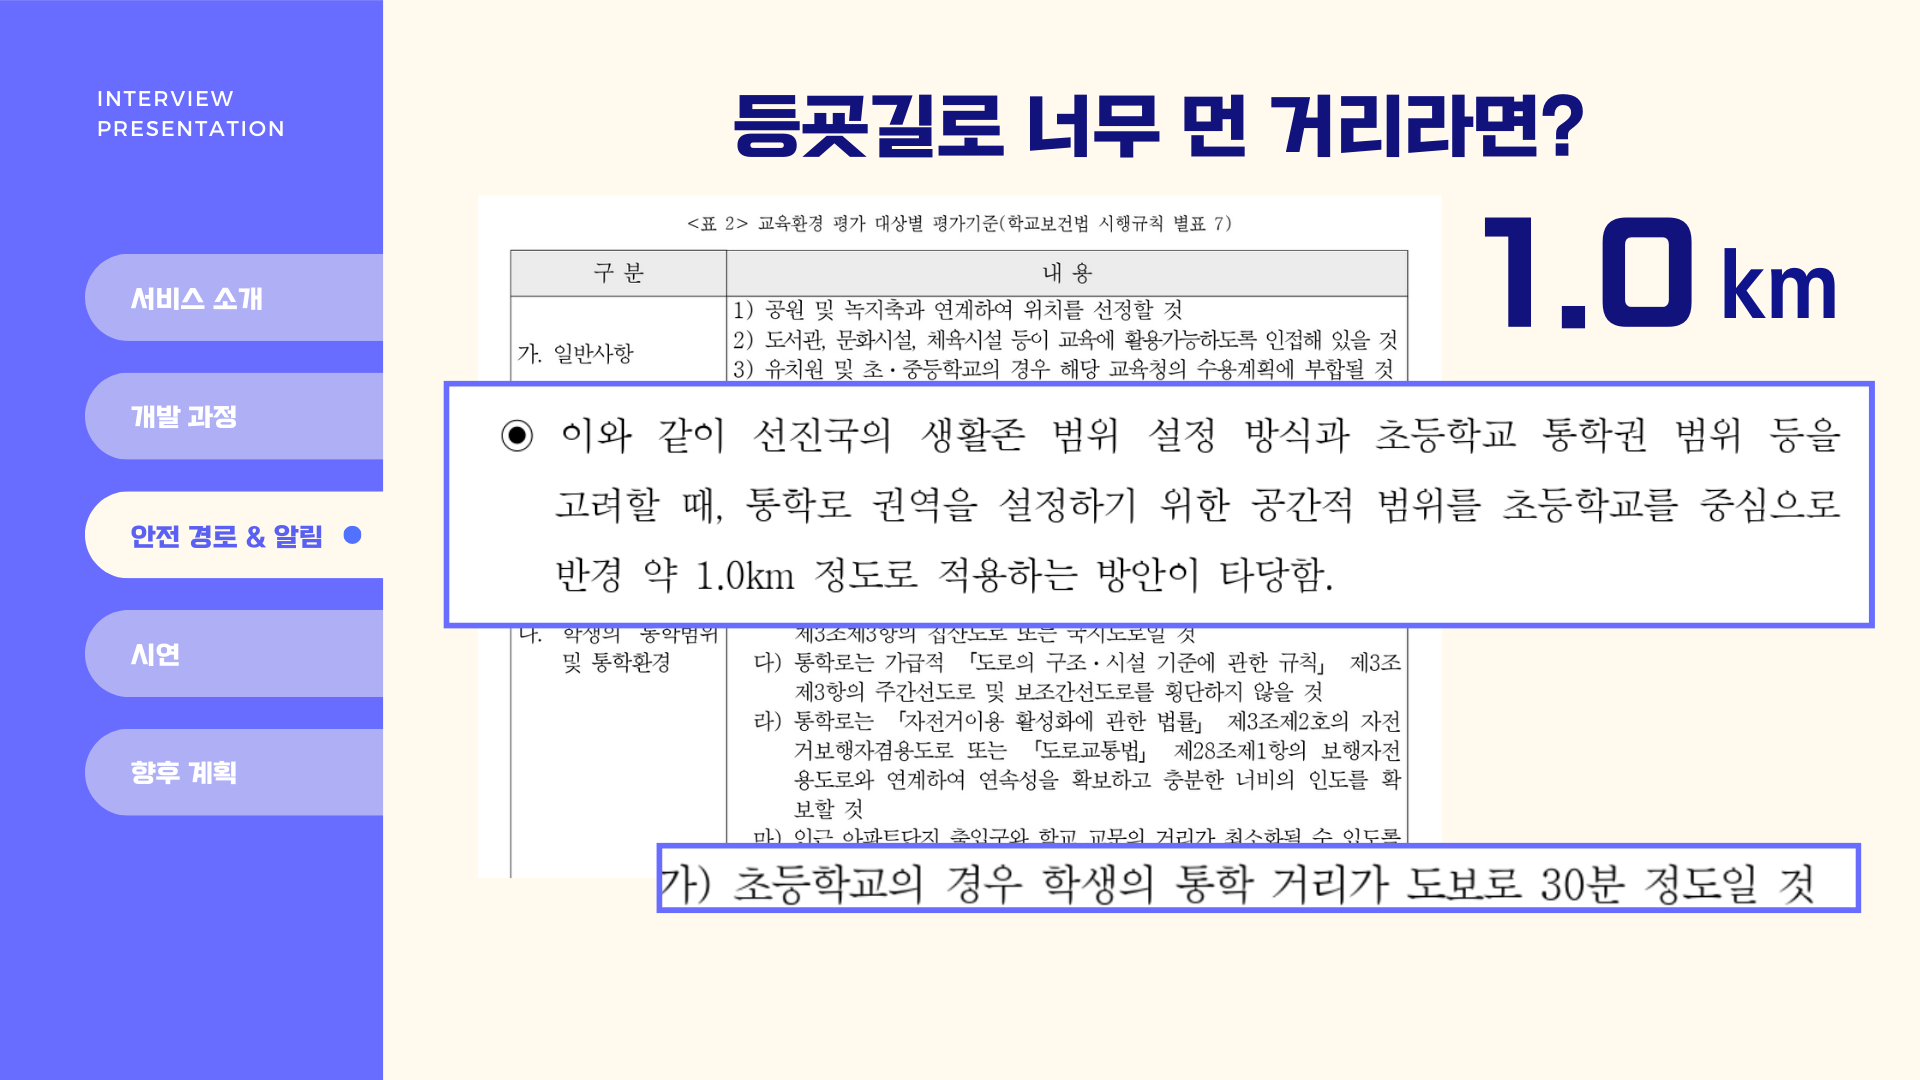 INTERVIEW
PRESENTATION
서비스 소개
개발 과정
안전 경로 & 알림
시연
향후 계획
등굣길로 너무 먼 거리라면?
1.0 km
<표 2> 교육환경 평가 대상별 평가기준(학교보건법 시행규칙 별표 7)
구 분
내 용
가. 일반사항
1) 공원 및 녹지축과 연계하여 위치를 선정할 것
2) 도서관, 문화시설, 체육시설 등이 교육에 활용가능하도록 인접해 있을 것
3) 유치원 및 초·중등학교의 경우 해당 교육청의 수용계획에 부합될 것
◉ 이와 같이 선진국의 생활존 범위 설정 방식과 초등학교 통학권 범위 등을
고려할 때, 통학로 권역을 설정하기 위한 공간적 범위를 초등학교를 중심으로
반경 약 1.0km 정도로 적용하는 방안이 타당함.
나. 학생의 통학범위
및 통학환경
제3조제3항의 집산도로 또는 국지도로일 것
다) 통학로는 가급적 「도로의 구조·시설 기준에 관한 규칙」 제3조
제3항의 주간선도로 및 보조간선도로를 횡단하지 않을 것
라) 통학로는 「자전거이용 활성화에 관한 법률」 제3조제2호의 자전
거보행자겸용도로 또는 「도로교통법」 제28조제1항의 보행자전
용도로와 연계하여 연속성을 확보하고 충분한 너비의 인도를 확
보할 것
마) 인근 아파트단지 출입구와 학교 교문의 거리가 최소화될 수 있도록
가) 초등학교의 경우 학생의 통학 거리가 도보로 30분 정도일 것